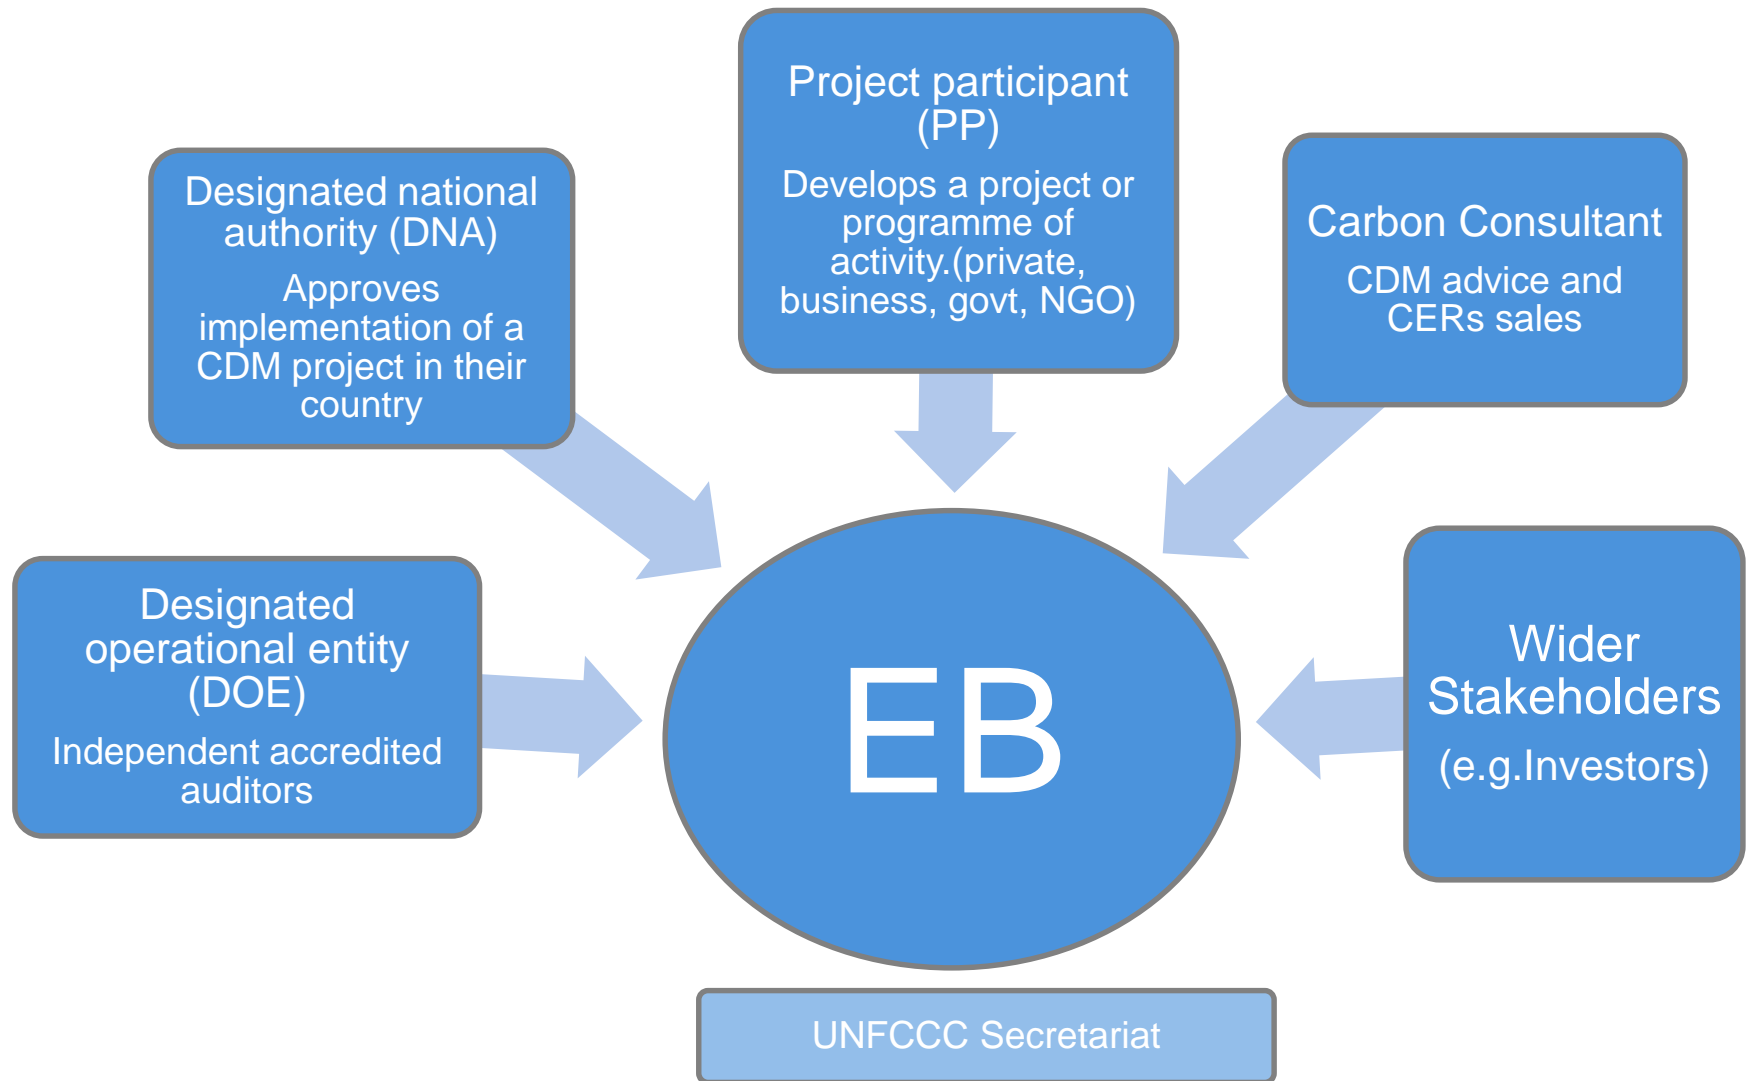 Project participant
(PP)
Develops a project or
programme of
activity.(private,
business, govt, NGO)
Designated national
authority (DNA)
Approves
implementation of a
CDM project in their
country
Carbon Consultant
CDM advice and
CERs sales
Designated
operational entity
(DOE)
Independent accredited
auditors
EB
Wider
Stakeholders
(e.g.Investors)
UNFCCC Secretariat